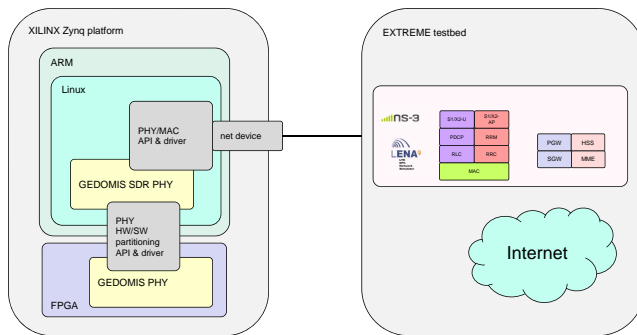 XILINX Zynq platform
ARM
Linux
PHY/MAC
API & driver
net device
GEDOMIS SDR PHY
PHY
HW/SW
partitioning
API & driver
GEDOMIS PHY
FPGA
EXTREME testbed
ns-3
LENA
S1/X2-U
S1/X2-
AP
PDCP
RRM
RLC
RRC
MAC
PGW
HSS
SGW
MME
Internet